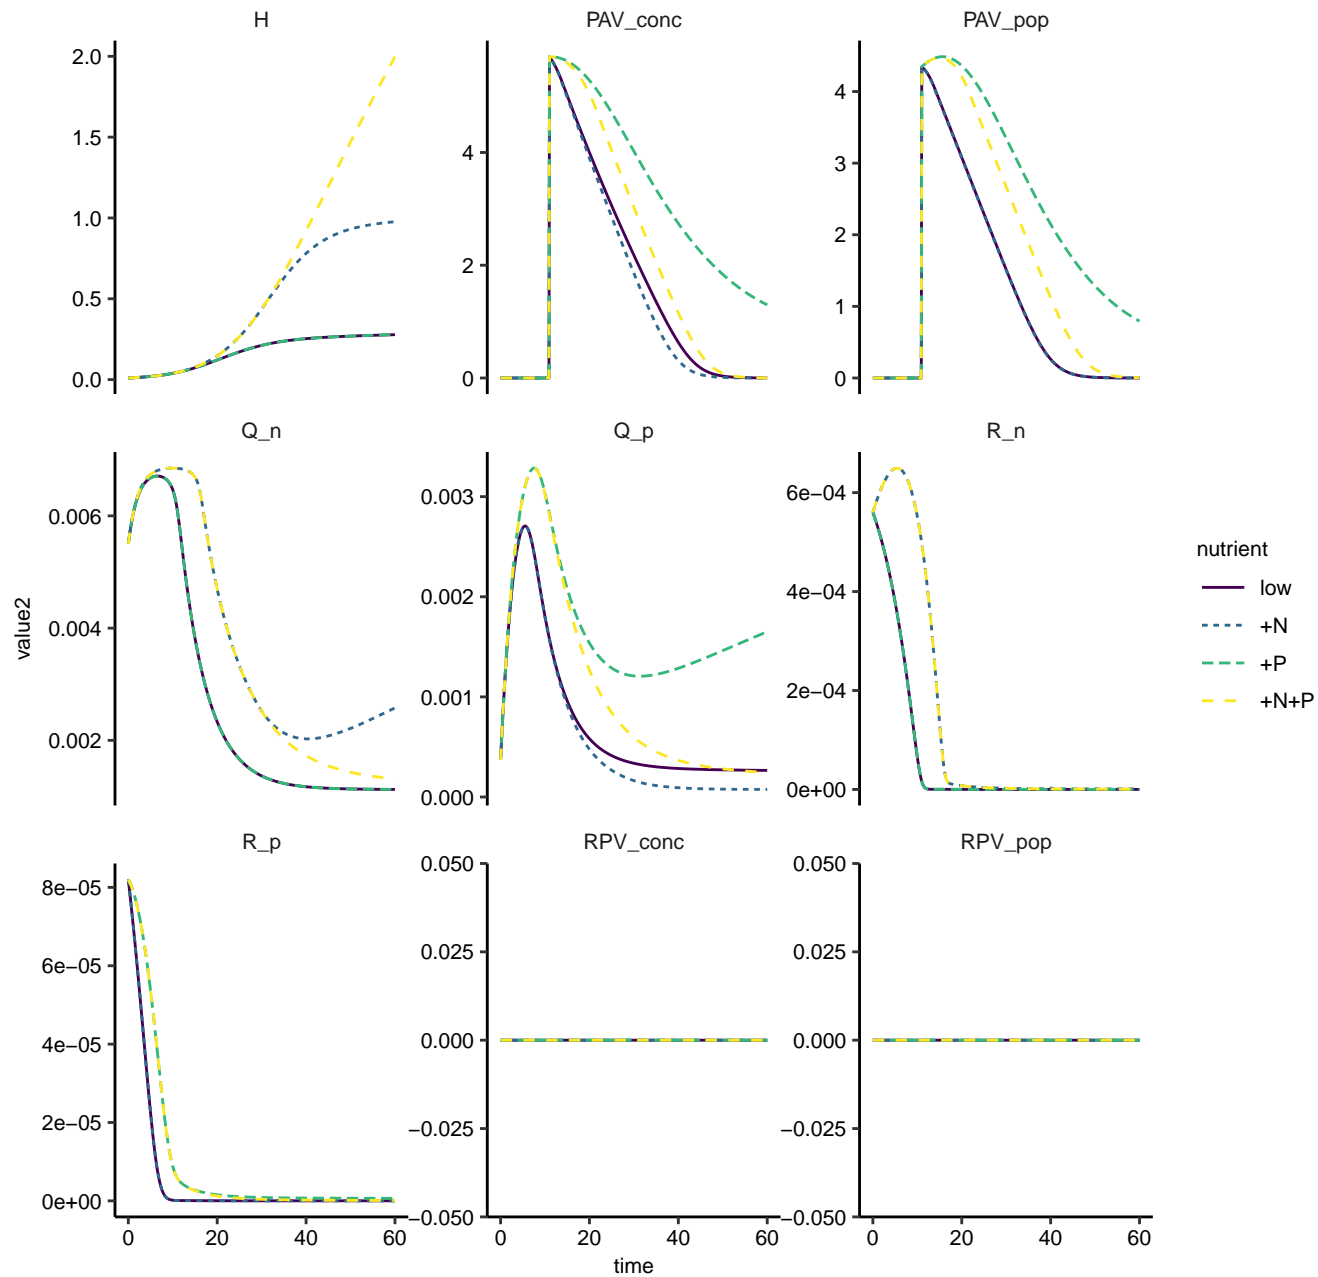 H
PAV_conc
PAV_pop
2.0
1.5
1.0
0.5
0.0
4
2
0
4
3
2
1
0
Q_n
Q_p
R_n
0.006
0.004
0.002
0.003
0.002
0.001
0.000
6e−04
4e−04
2e−04
0e+00
nutrient
low
+N
+P
+N+P
value2
R_p
RPV_conc
RPV_pop
8e−05
6e−05
4e−05
2e−05
0e+00
0.050
0.025
0.000
−0.025
−0.050
0.050
0.025
0.000
−0.025
−0.050
0 20 40 60
0 20 40 60
0 20 40 60
time